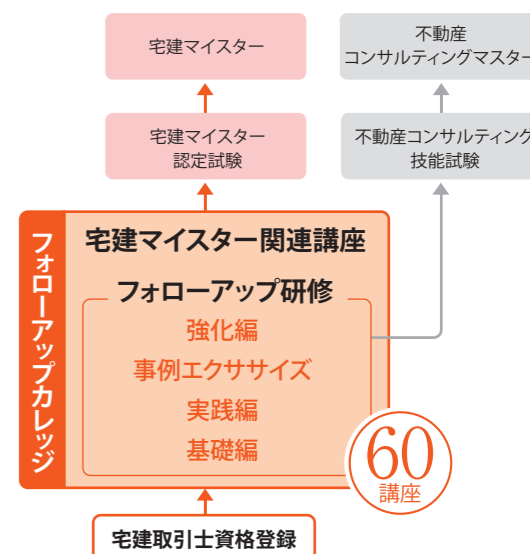 宅建マイスター
不動産
コンサルティングマスター
宅建マイスター
認定試験
不動産コンサルティング
技能試験
フォローアップカレッジ
宅建マイスター関連講座
フォローアップ研修
強化編
事例エクササイズ
実践編
基礎編
60
講座
宅建取引士資格登録